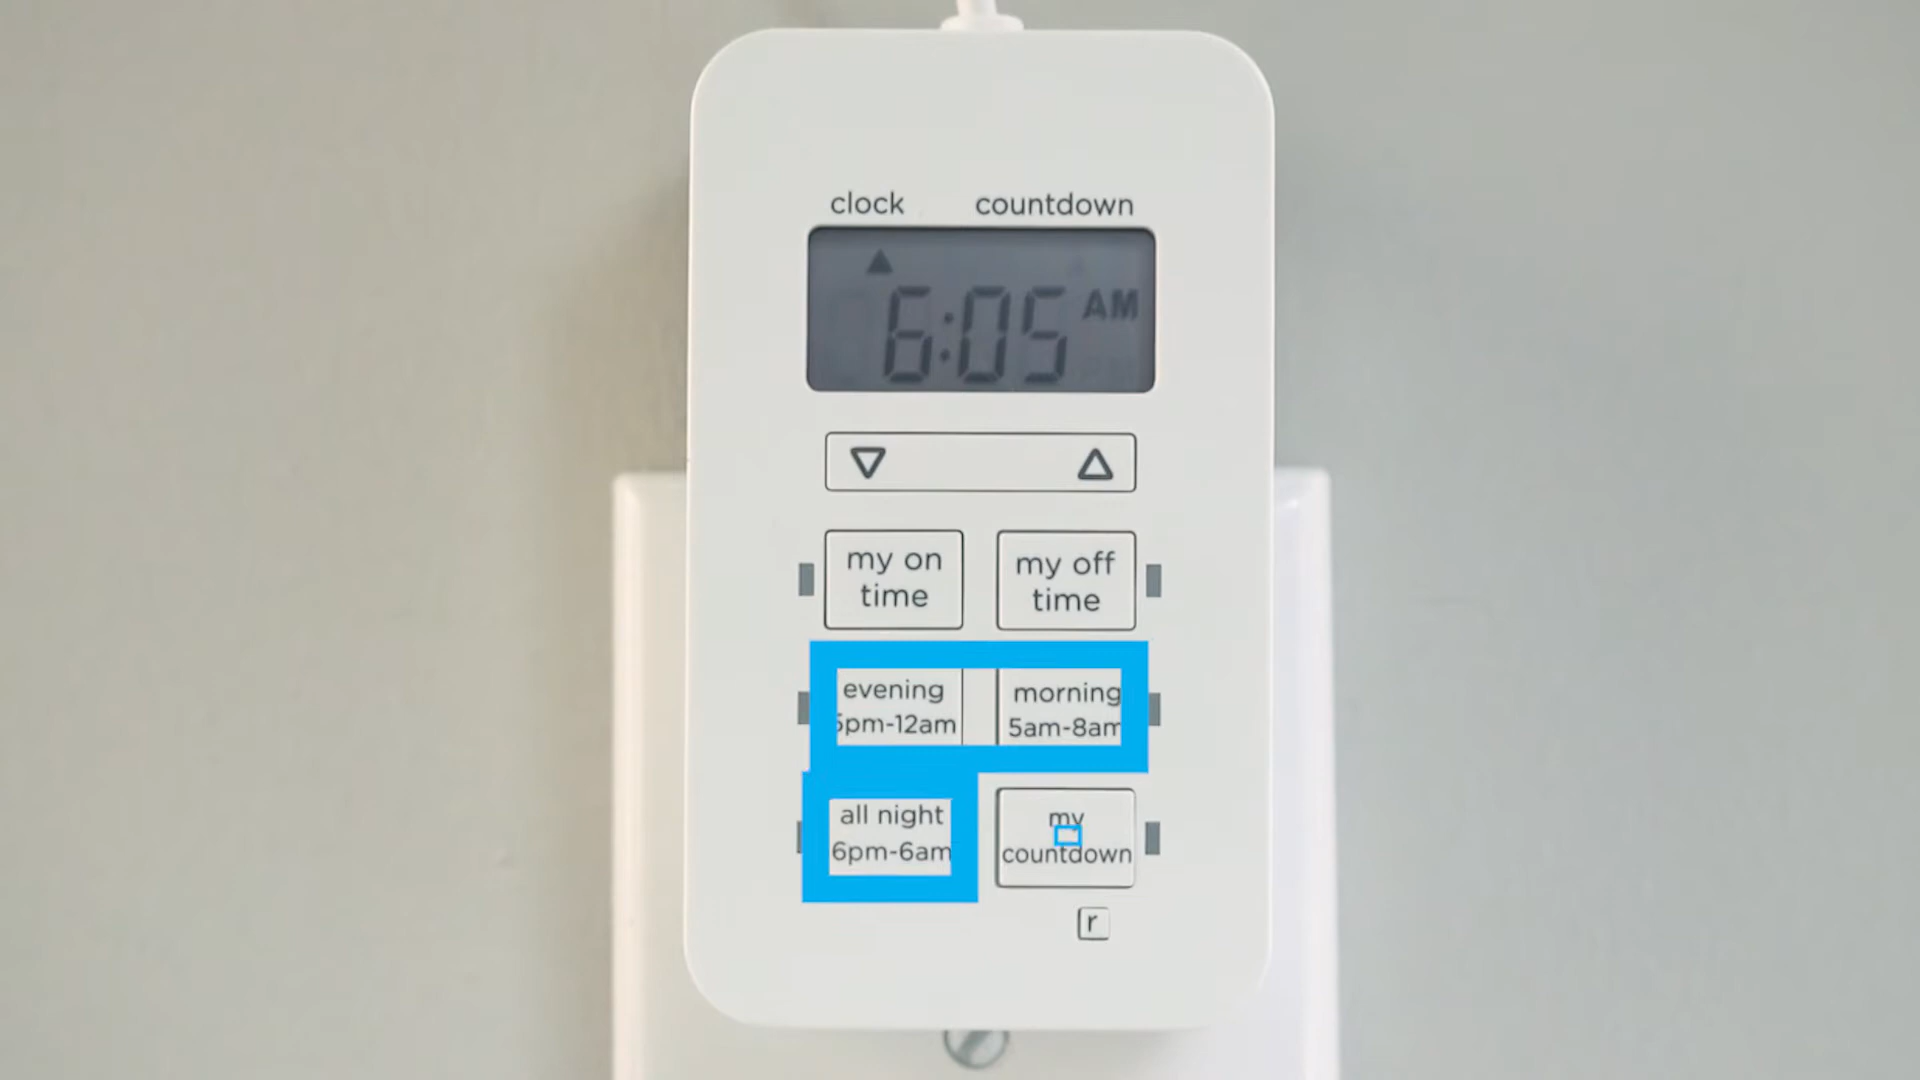 clock countdown
6:05 AM
my on time
my off time
evening
5pm-12am
morning
5am-8am
all night
6pm-6am
my
countdown
r